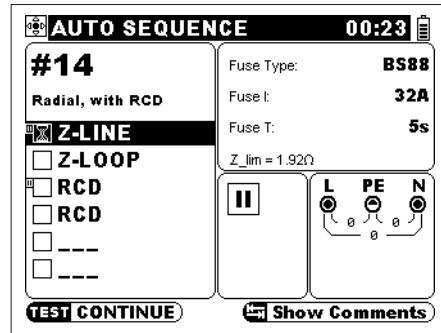 AUTO SEQUENCE 00:23
#14
Radial, with RCD
Z-LINE
Z-LOOP
RCD
RCD
___
___
Fuse Type: BS88
Fuse I: 32A
Fuse T: 5s
Z_lim = 1.92Ω
L PE N
0 0
0
TEST CONTINUE
Show Comments